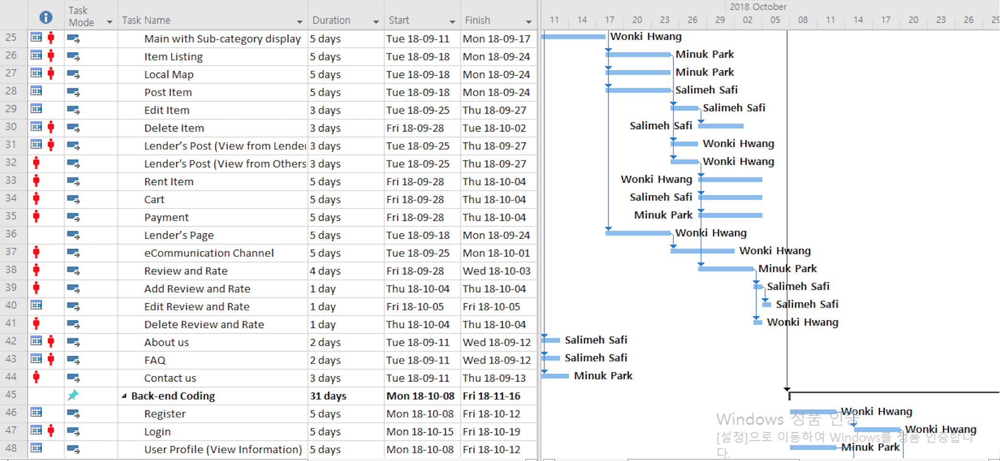 Task Mode Task Name Duration Start Finish
2018 October
11 14 17 20 23 26 29 02 05 08 11 14 17 20 23 26 29
25 Main with Sub-category display 5 days Tue 18-09-11 Mon 18-09-17 Wonki Hwang
26 Item Listing 5 days Tue 18-09-18 Mon 18-09-24 Minuk Park
27 Local Map 5 days Tue 18-09-18 Mon 18-09-24 Minuk Park
28 Post Item 5 days Tue 18-09-18 Mon 18-09-24 Salimeh Safi
29 Edit Item 3 days Tue 18-09-25 Thu 18-09-27 Salimeh Safi
30 Delete Item 3 days Fri 18-09-28 Tue 18-10-02 Salimeh Safi
31 Lender’s Post (View from Lender 3 days Tue 18-09-25 Thu 18-09-27 Wonki Hwang
32 Lender's Post (View from Others 3 days Tue 18-09-25 Thu 18-09-27 Wonki Hwang
33 Rent Item 5 days Fri 18-09-28 Thu 18-10-04 Wonki Hwang
34 Cart 5 days Fri 18-09-28 Thu 18-10-04 Salimeh Safi
35 Payment 5 days Fri 18-09-28 Thu 18-10-04 Minuk Park
36 Lender’s Page 5 days Tue 18-09-18 Mon 18-09-24 Wonki Hwang
37 eCommunication Channel 5 days Tue 18-09-25 Mon 18-10-01 Wonki Hwang
38 Review and Rate 4 days Fri 18-09-28 Wed 18-10-03 Minuk Park
39 Add Review and Rate 1 day Thu 18-10-04 Thu 18-10-04 Salimeh Safi
40 Edit Review and Rate 1 day Fri 18-10-05 Fri 18-10-05 Salimeh Safi
41 Delete Review and Rate 1 day Thu 18-10-04 Thu 18-10-04 Wonki Hwang
42 About us 2 days Tue 18-09-11 Wed 18-09-12 Salimeh Safi
43 FAQ 2 days Tue 18-09-11 Wed 18-09-12 Salimeh Safi
44 Contact us 3 days Tue 18-09-11 Thu 18-09-13 Minuk Park
45 Back-end Coding 31 days Mon 18-10-08 Fri 18-11-16
46 Register 5 days Mon 18-10-08 Fri 18-10-12 Wonki Hwang
47 Login 5 days Mon 18-10-15 Fri 18-10-19 Wonki Hwang
48 User Profile (View Information) 5 days Mon 18-10-08 Fri 18-10-12 Minuk Park
Windows 정품 인증
[설정]으로 이동하여 Windows를 정품 인증합니
다.